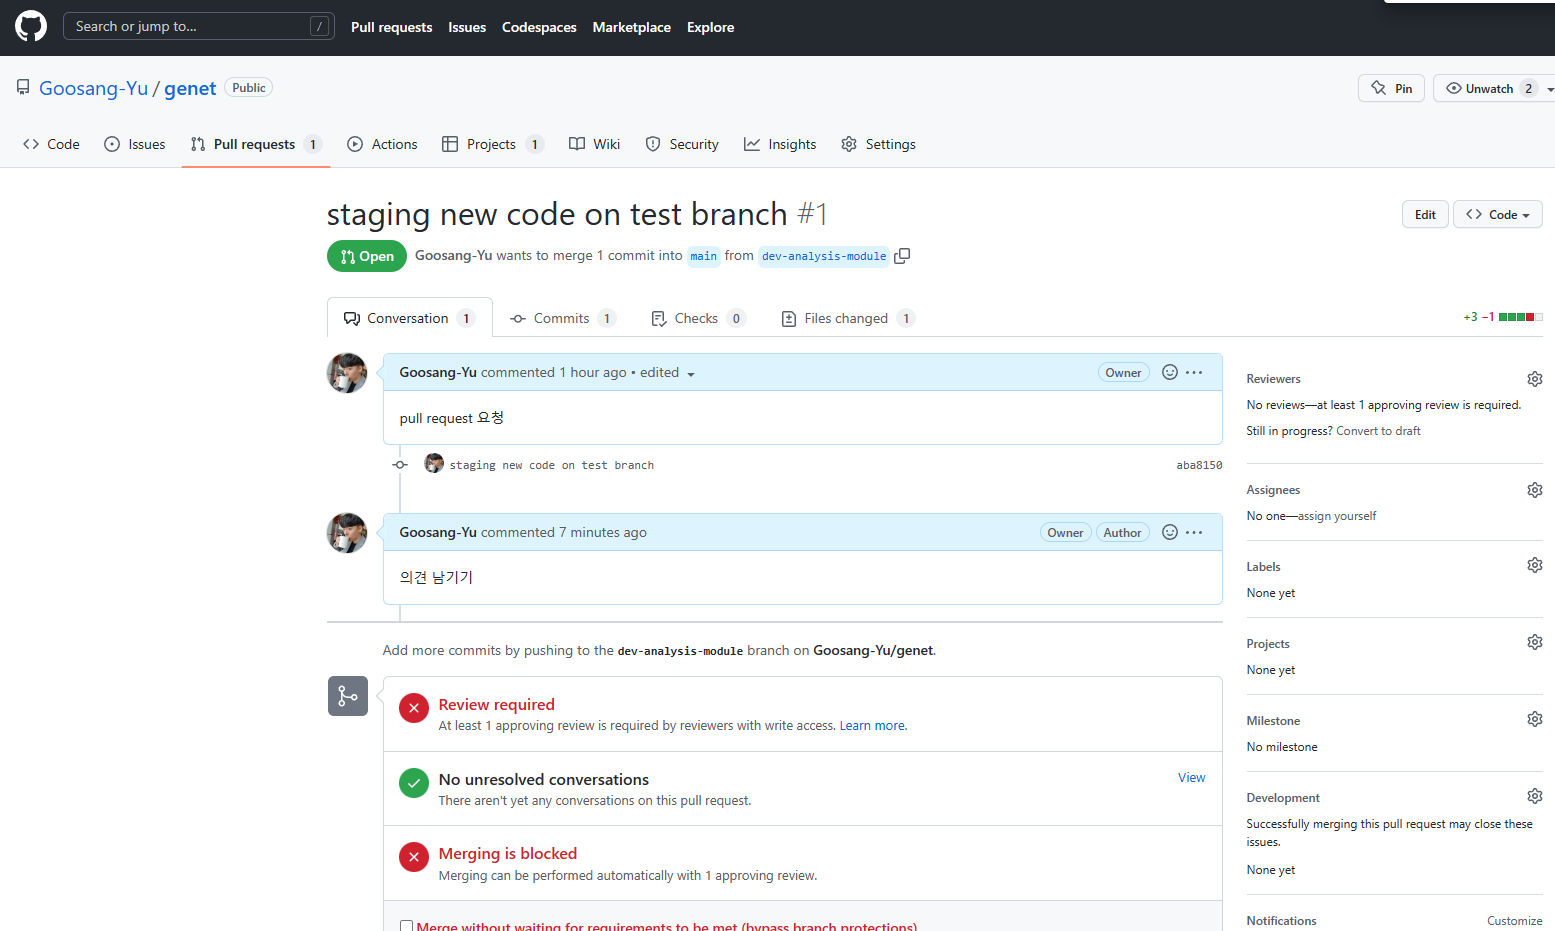 Search or jump to... /
Pull requests Issues Codespaces Marketplace Explore
Goosang-Yu / genet Public
Pin Unwatch 2
Code Issues Pull requests 1 Actions Projects 1 Wiki Security Insights Settings
staging new code on test branch #1
Edit Code
Open Goosang-Yu wants to merge 1 commit into main from dev-analysis-module
Conversation 1 Commits 1 Checks 0 Files changed 1
+3 −1
Goosang-Yu commented 1 hour ago • edited Owner
pull request 요청
staging new code on test branch aba8150
Goosang-Yu commented 7 minutes ago Owner Author
의견 남기기
Add more commits by pushing to the dev-analysis-module branch on Goosang-Yu/genet.
Review required
At least 1 approving review is required by reviewers with write access. Learn more.
No unresolved conversations
There aren't yet any conversations on this pull request.
View
Merging is blocked
Merging can be performed automatically with 1 approving review.
Merge without waiting for requirements to be met (bypass branch protections)
Reviewers
No reviews—at least 1 approving review is required.
Still in progress? Convert to draft
Assignees
No one—assign yourself
Labels
None yet
Projects
None yet
Milestone
No milestone
Development
Successfully merging this pull request may close these
issues.
None yet
Notifications Customize